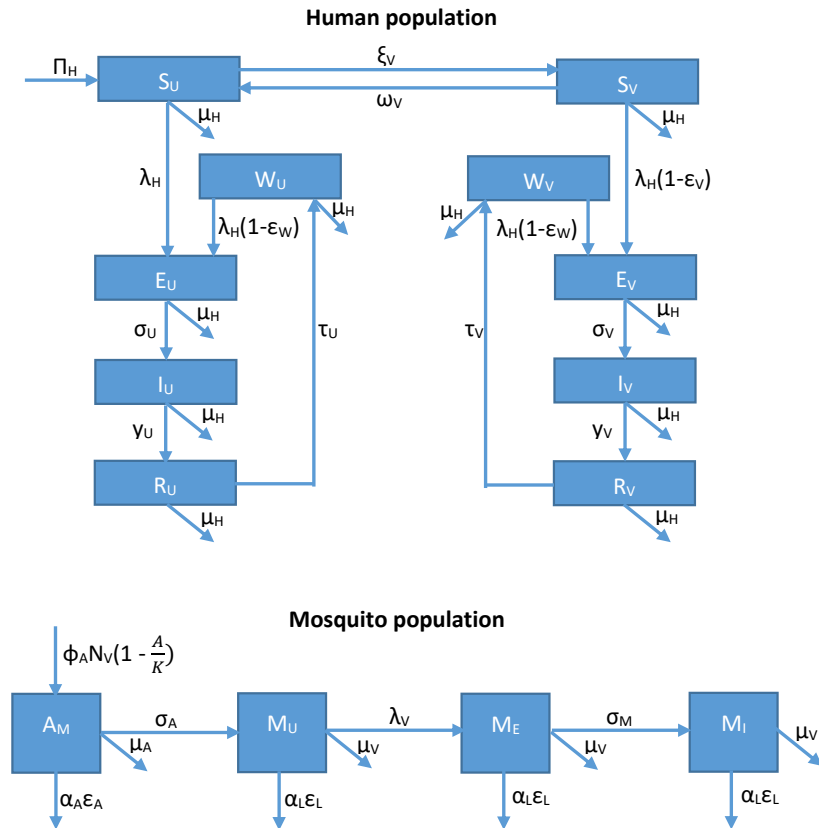 Human population
Π_H
S_U
ξ_V
ω_V
S_V
μ_H
μ_H
λ_H
W_U
W_V
λ_H(1-ε_V)
μ_H
μ_H
λ_H(1-ε_W)
λ_H(1-ε_W)
E_U
E_V
σ_U
μ_H
τ_U
τ_V
σ_V
μ_H
I_U
I_V
γ_U
μ_H
γ_V
μ_H
R_U
R_V
μ_H
μ_H
Mosquito population
ϕ_A N_V(1 - A/K)
A_M
σ_A
M_U
λ_V
M_E
σ_M
M_I
μ_A
μ_V
μ_V
μ_V
α_Aε_A
α_Lε_L
α_Lε_L
α_Lε_L